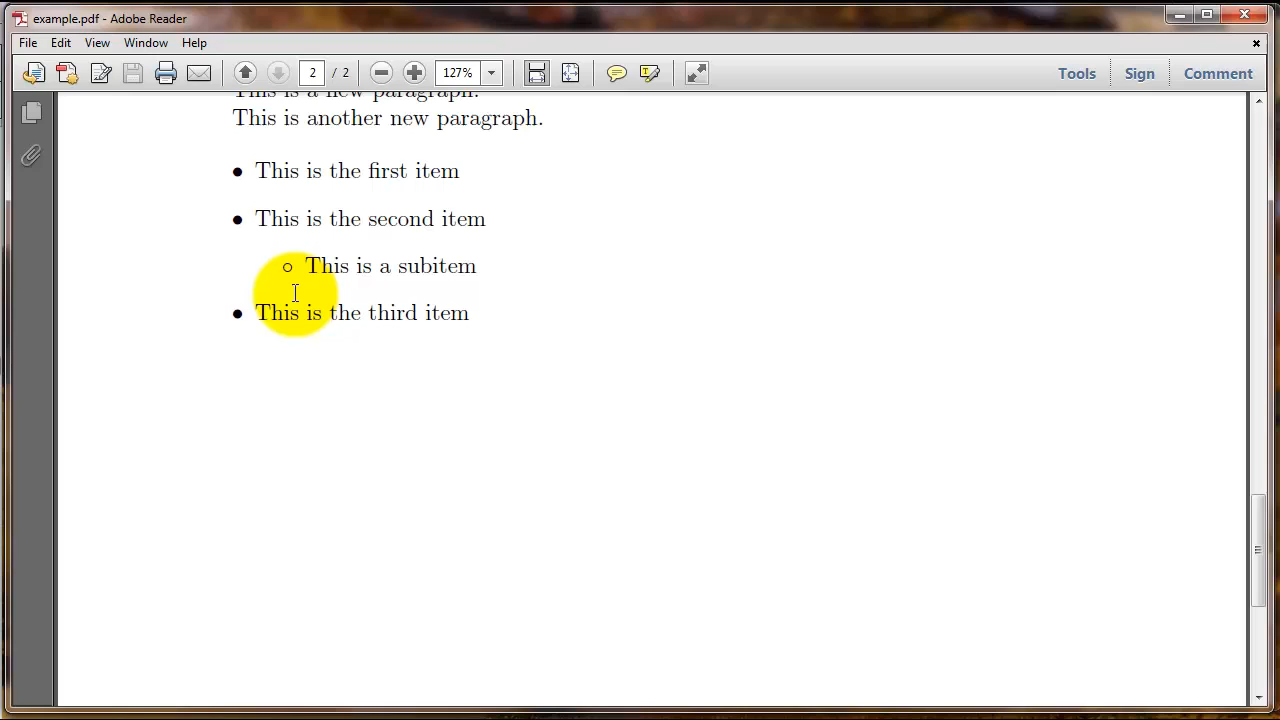 example.pdf - Adobe Reader
File Edit View Window Help
2 / 2 127% Tools Sign Comment
This is a new paragraph.
This is another new paragraph.
• This is the first item
• This is the second item
○ This is a subitem
• This is the third item